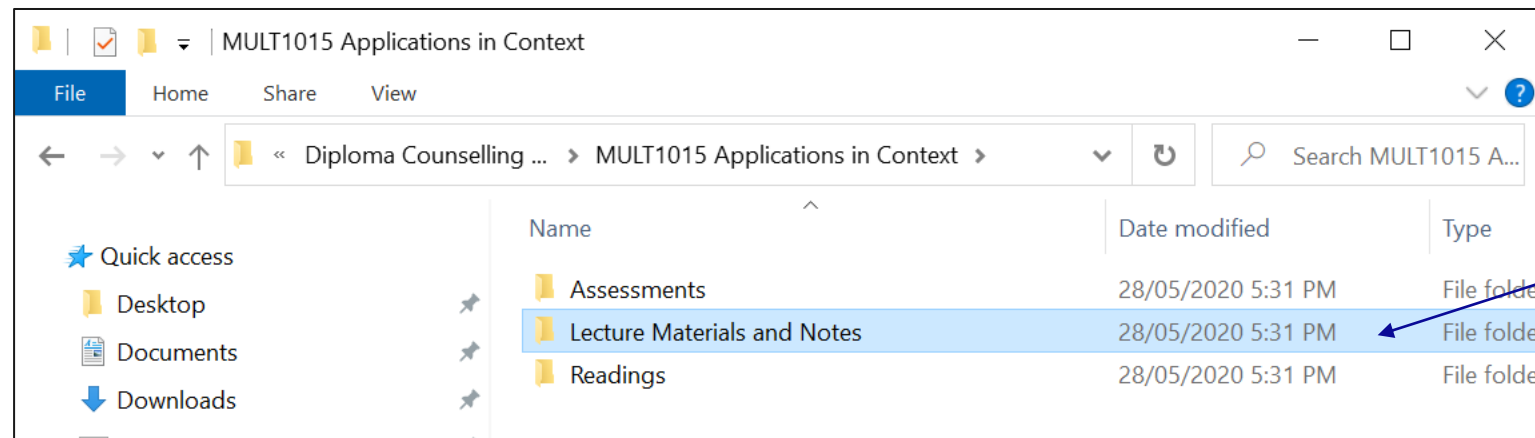 MULT1015 Applications in Context
File Home Share View
« Diploma Counselling ... > MULT1015 Applications in Context > Search MULT1015 A...
Name Date modified Type
Quick access
Desktop
Documents
Downloads
Assessments 28/05/2020 5:31 PM File folde
Lecture Materials and Notes 28/05/2020 5:31 PM File folde
Readings 28/05/2020 5:31 PM File folde